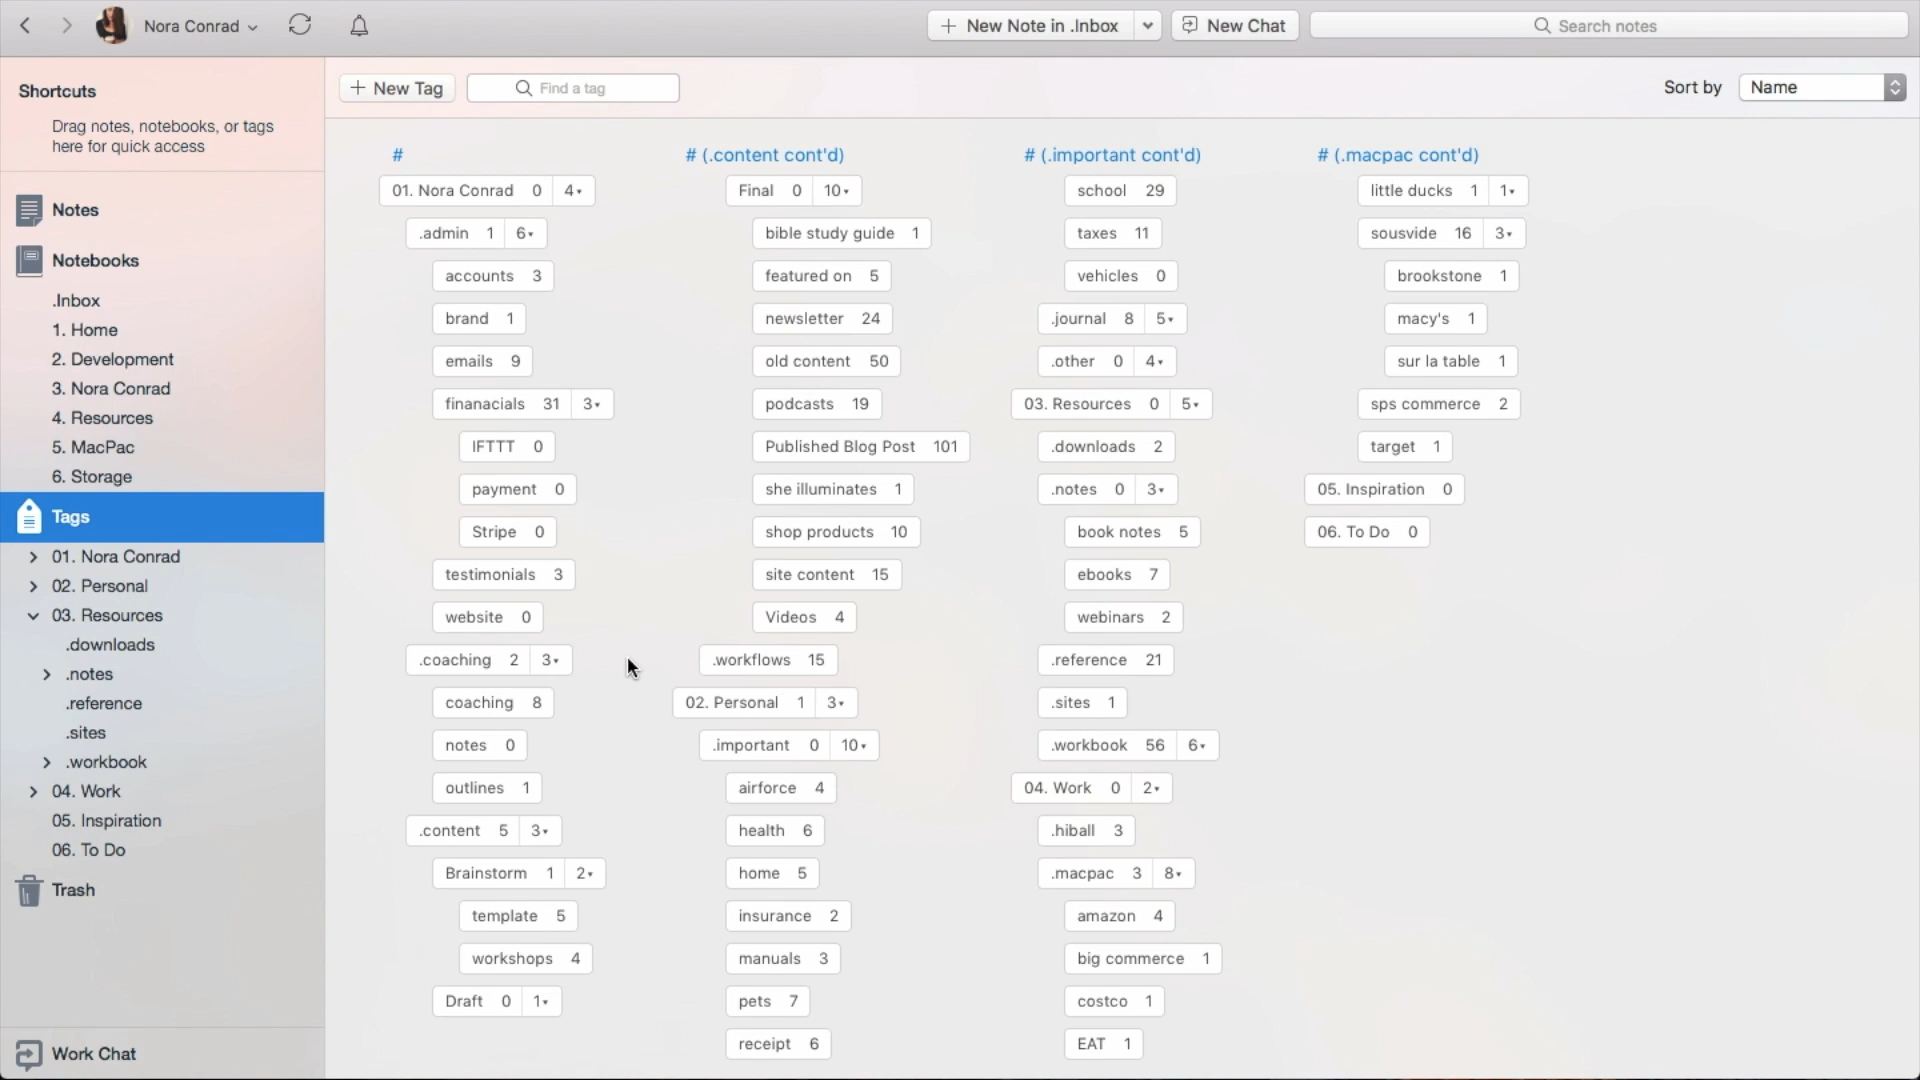 Nora Conrad
New Note in .Inbox
New Chat
Search notes
Shortcuts
Drag notes, notebooks, or tags
here for quick access
Notes
Notebooks
.Inbox
1. Home
2. Development
3. Nora Conrad
4. Resources
5. MacPac
6. Storage
Tags
01. Nora Conrad
02. Personal
03. Resources
.downloads
.notes
.reference
.sites
.workbook
04. Work
05. Inspiration
06. To Do
Trash
Work Chat
New Tag
Find a tag
Sort by Name
#
01. Nora Conrad 0 4
.admin 1 6
accounts 3
brand 1
emails 9
finanacials 31 3
IFTTT 0
payment 0
Stripe 0
testimonials 3
website 0
.coaching 2 3
coaching 8
notes 0
outlines 1
.content 5 3
Brainstorm 1 2
template 5
workshops 4
Draft 0 1
# (.content cont'd)
Final 0 10
bible study guide 1
featured on 5
newsletter 24
old content 50
podcasts 19
Published Blog Post 101
she illuminates 1
shop products 10
site content 15
Videos 4
.workflows 15
02. Personal 1 3
.important 0 10
airforce 4
health 6
home 5
insurance 2
manuals 3
pets 7
receipt 6
# (.important cont'd)
school 29
taxes 11
vehicles 0
.journal 8 5
.other 0 4
03. Resources 0 5
.downloads 2
.notes 0 3
book notes 5
ebooks 7
webinars 2
.reference 21
.sites 1
.workbook 56 6
04. Work 0 2
.hiball 3
.macpac 3 8
amazon 4
big commerce 1
costco 1
EAT 1
# (.macpac cont'd)
little ducks 1 1
sousvide 16 3
brookstone 1
macy's 1
sur la table 1
sps commerce 2
target 1
05. Inspiration 0
06. To Do 0